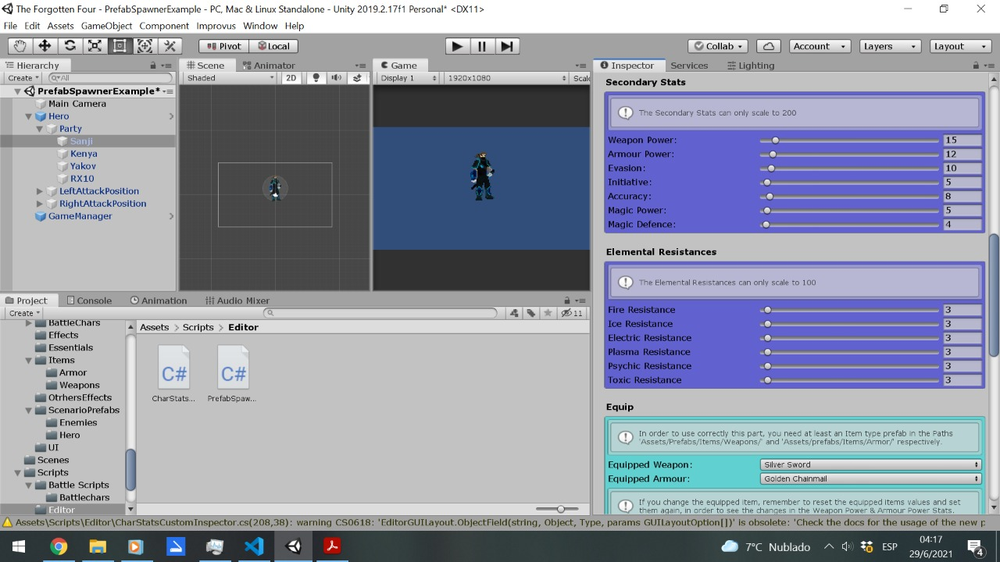 The Forgotten Four - PrefabSpawnerExample - PC, Mac & Linux Standalone - Unity 2019.2.17f1 Personal* <DX11>
File Edit Assets GameObject Component Improvus Window Help
Pivot Local Collab Account Layers Layout
Hierarchy
Create All
PrefabSpawnerExample*
Main Camera
Hero
Party
Sanji
Kenya
Yakov
RX10
LeftAttackPosition
RightAttackPosition
GameManager
Scene Animator
Shaded 2D
Game
Display 1 1920x1080 Scale
Inspector Services Lighting
Secondary Stats
The Secondary Stats can only scale to 200
Weapon Power: 15
Armour Power: 12
Evasion: 10
Initiative: 5
Accuracy: 8
Magic Power: 5
Magic Defence: 4
Elemental Resistances
The Elemental Resistances can only scale to 100
Fire Resistance 3
Ice Resistance 3
Electric Resistance 3
Plasma Resistance 3
Psychic Resistance 3
Toxic Resistance 3
Equip
In order to use correctly this part, you need at least an Item type prefab in the Paths
'Assets/Prefabs/Items/Weapons/' and 'Assets/prefabs/Items/Armor/' respectively.
Equipped Weapon: Silver Sword
Equipped Armour: Golden Chainmail
If you change the equipped item, remember to reset the equipped items values and set
them again, in order to see the changes in the Weapon Power & Armour Power Stats.
Project Console Animation Audio Mixer
Create 11
BattleChars
Effects
Essentials
Items
Armor
Weapons
OtrhersEffects
ScenarioPrefabs
Enemies
Hero
UI
Scenes
Scripts
Battle Scripts
Battlechars
Editor
Assets > Scripts > Editor
C# C#
CharStats... PrefabSpaw...
Assets\Scripts\Editor\CharStatsCustomInspector.cs(208,38): warning CS0618: 'EditorGUILayout.ObjectField(string, Object, Type, params GUILayoutOption[])' is obsolete: 'Check the docs for the usage of the new p
7°C Nublado ESP 04:17
29/6/2021 4